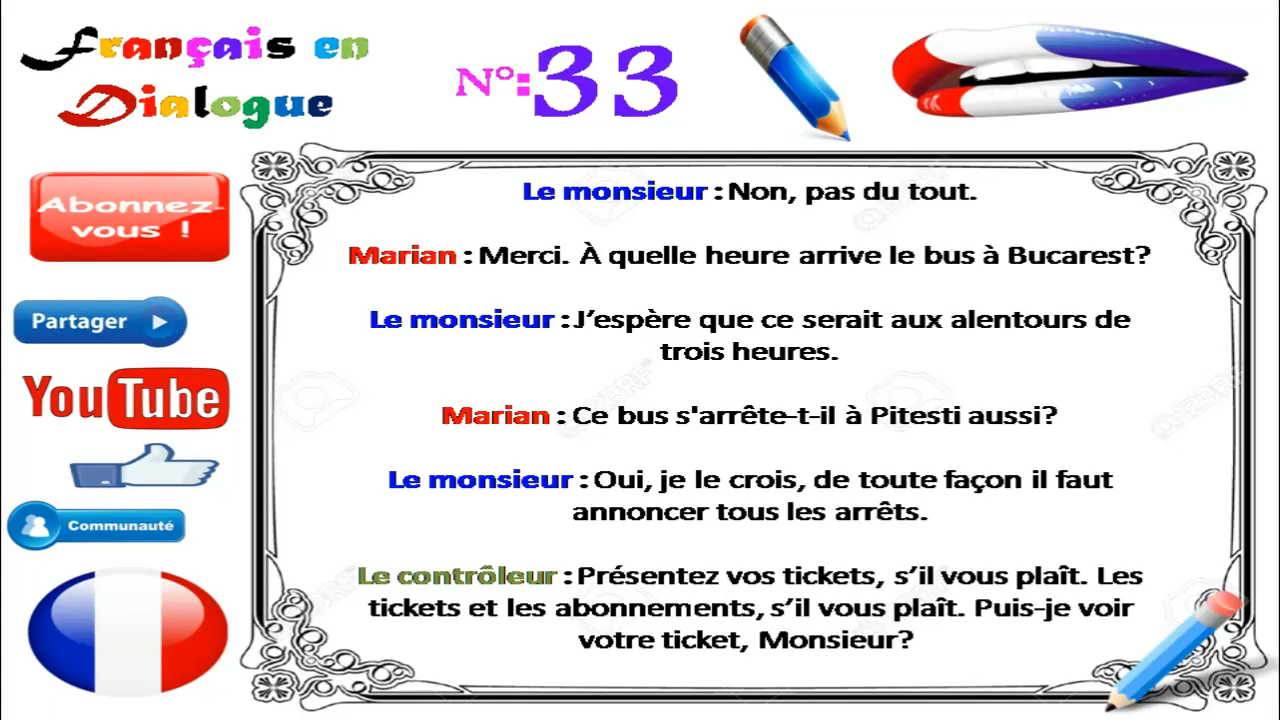 Français en
Dialogue
N°:33
Abonnez-
vous !
Partager
YouTube
Communauté
Le monsieur : Non, pas du tout.
Marian : Merci. À quelle heure arrive le bus à Bucarest?
Le monsieur : J’espère que ce serait aux alentours de
trois heures.
Marian : Ce bus s'arrête-t-il à Pitesti aussi?
Le monsieur : Oui, je le crois, de toute façon il faut
annoncer tous les arrêts.
Le contrôleur : Présentez vos tickets, s’il vous plaît. Les
tickets et les abonnements, s’il vous plaît. Puis-je voir
votre ticket, Monsieur?